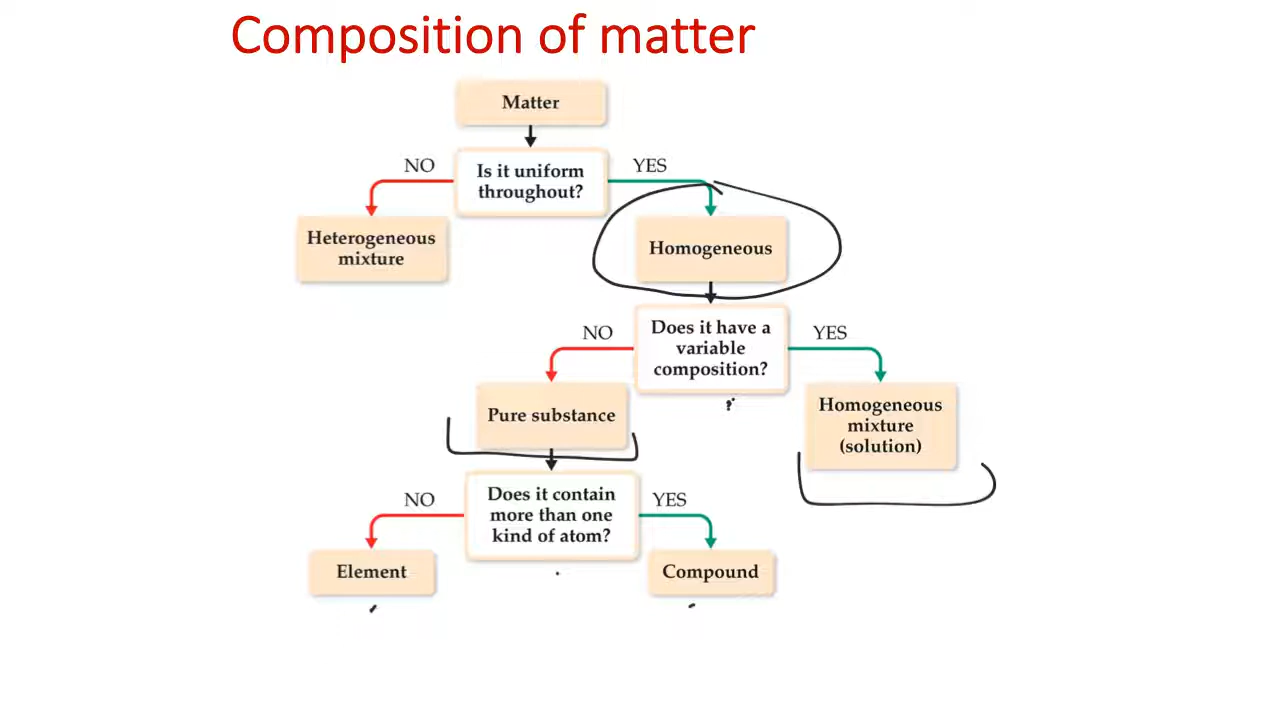 Composition of matter
Matter
NO
Is it uniform
throughout?
YES
Heterogeneous
mixture
Homogeneous
NO
Does it have a
variable
composition?
YES
Pure substance
Homogeneous
mixture
(solution)
NO
Does it contain
more than one
kind of atom?
YES
Element
Compound